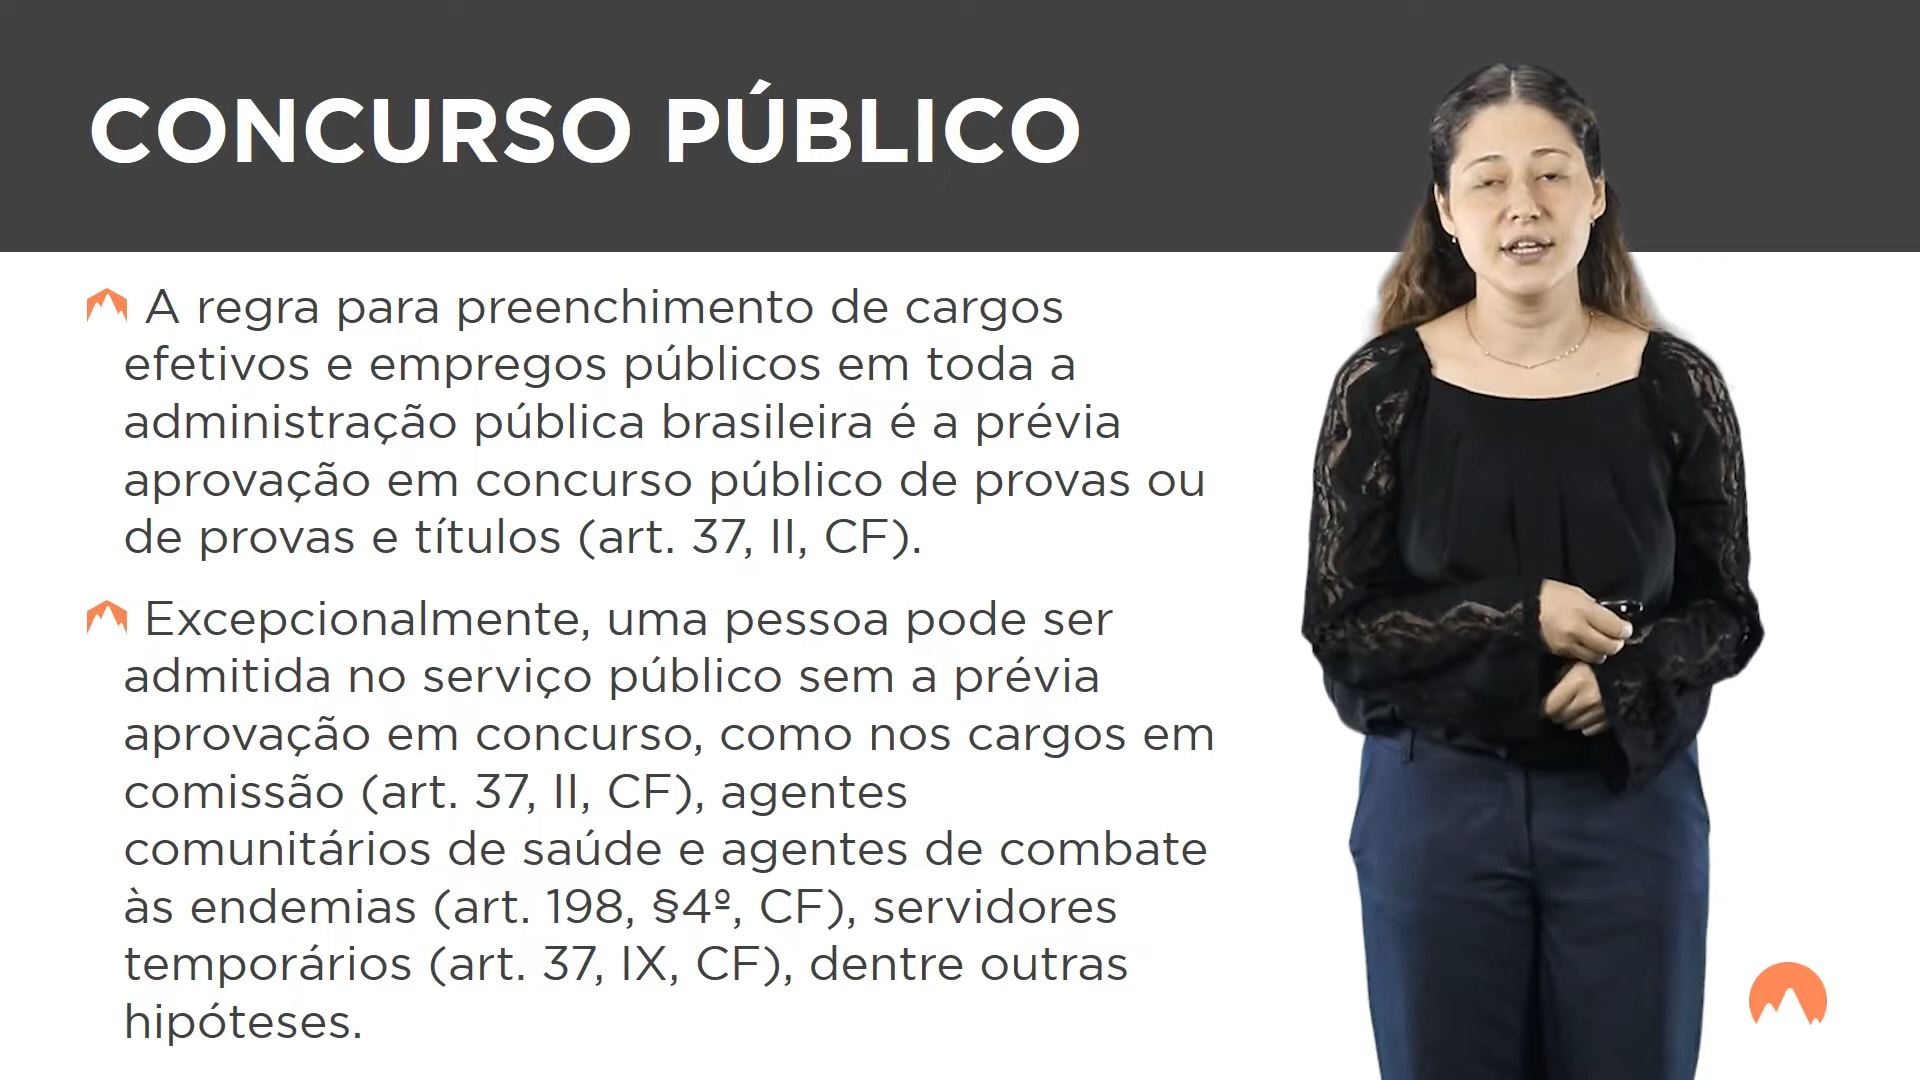 CONCURSO PÚBLICO
A regra para preenchimento de cargos
efetivos e empregos públicos em toda a
administração pública brasileira é a prévia
aprovação em concurso público de provas ou
de provas e títulos (art. 37, II, CF).
Excepcionalmente, uma pessoa pode ser
admitida no serviço público sem a prévia
aprovação em concurso, como nos cargos em
comissão (art. 37, II, CF), agentes
comunitários de saúde e agentes de combate
às endemias (art. 198, §4º, CF), servidores
temporários (art. 37, IX, CF), dentre outras
hipóteses.